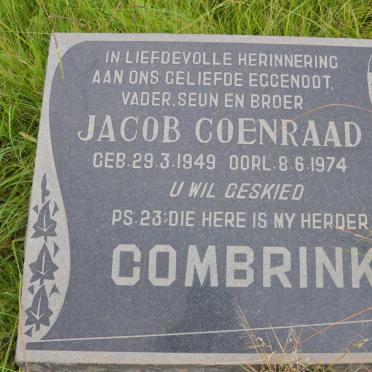 IN LIEFDEVOLLE HERINNERING
AAN ONS GELIEFDE EGGENOOT,
VADER, SEUN EN BROER
JACOB COENRAAD
GEB. 29.3.1949 OORL. 8.6.1974
U WIL GESKIED
PS. 23: DIE HERE IS MY HERDER
COMBRINK